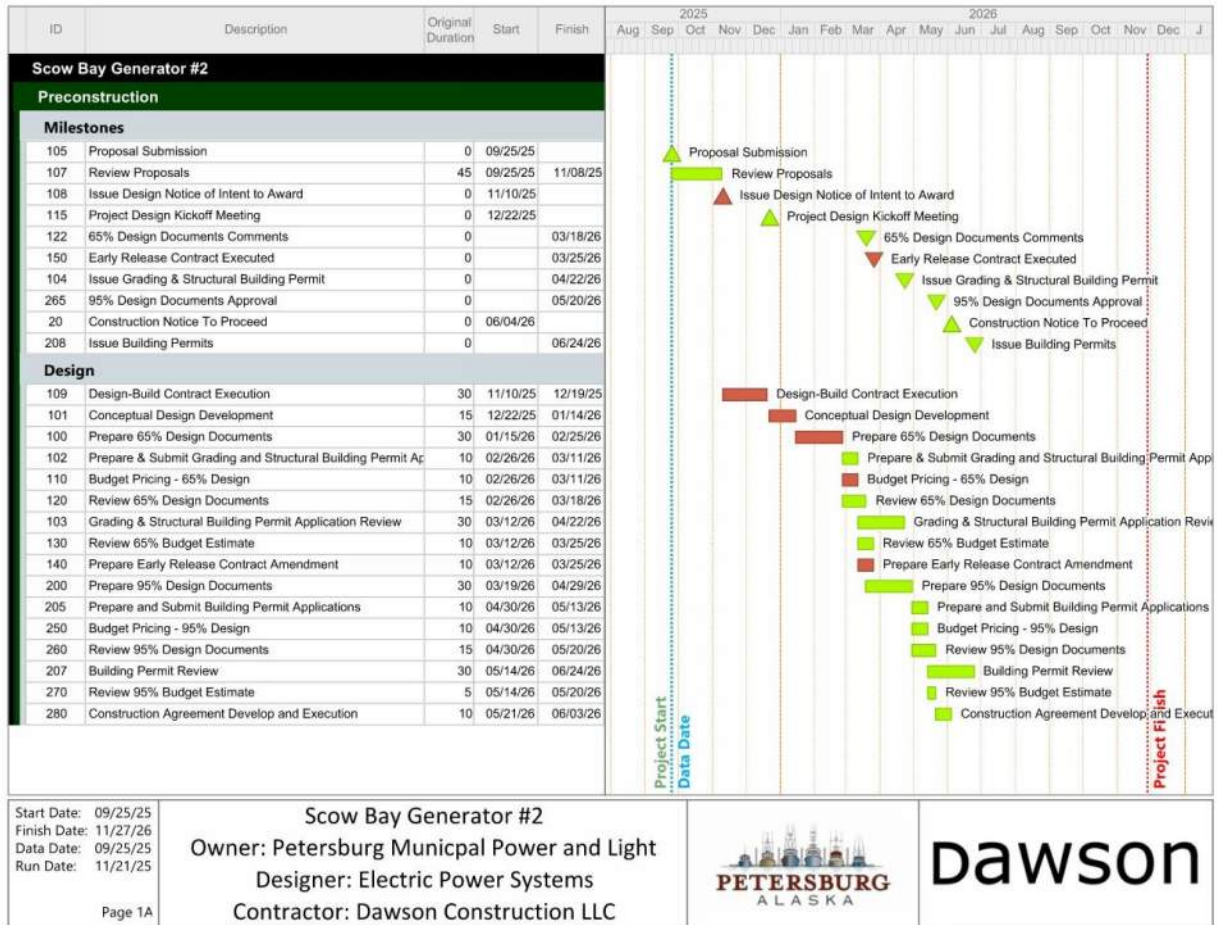 2025 2026
ID Description Original Duration Start Finish Aug Sep Oct Nov Dec Jan Feb Mar Apr May Jun Jul Aug Sep Oct Nov Dec J
Scow Bay Generator #2
Preconstruction
Milestones
105 Proposal Submission 0 09/25/25 Proposal Submission
107 Review Proposals 45 09/25/25 11/08/25 Review Proposals
108 Issue Design Notice of Intent to Award 0 11/10/25 Issue Design Notice of Intent to Award
115 Project Design Kickoff Meeting 0 12/22/25 Project Design Kickoff Meeting
122 65% Design Documents Comments 0 03/18/26 65% Design Documents Comments
150 Early Release Contract Executed 0 03/25/26 Early Release Contract Executed
104 Issue Grading & Structural Building Permit 0 04/22/26 Issue Grading & Structural Building Permit
265 95% Design Documents Approval 0 05/20/26 95% Design Documents Approval
20 Construction Notice To Proceed 0 06/04/26 Construction Notice To Proceed
208 Issue Building Permits 0 06/24/26 Issue Building Permits
Design
109 Design-Build Contract Execution 30 11/10/25 12/19/25 Design-Build Contract Execution
101 Conceptual Design Development 15 12/22/25 01/14/26 Conceptual Design Development
100 Prepare 65% Design Documents 30 01/15/26 02/25/26 Prepare 65% Design Documents
102 Prepare & Submit Grading and Structural Building Permit Ap 10 02/26/26 03/11/26 Prepare & Submit Grading and Structural Building Permit App
110 Budget Pricing - 65% Design 10 02/26/26 03/11/26 Budget Pricing - 65% Design
120 Review 65% Design Documents 15 02/26/26 03/18/26 Review 65% Design Documents
103 Grading & Structural Building Permit Application Review 30 03/12/26 04/22/26 Grading & Structural Building Permit Application Revi
130 Review 65% Budget Estimate 10 03/12/26 03/25/26 Review 65% Budget Estimate
140 Prepare Early Release Contract Amendment 10 03/12/26 03/25/26 Prepare Early Release Contract Amendment
200 Prepare 95% Design Documents 30 03/19/26 04/29/26 Prepare 95% Design Documents
205 Prepare and Submit Building Permit Applications 10 04/30/26 05/13/26 Prepare and Submit Building Permit Applications
250 Budget Pricing - 95% Design 10 04/30/26 05/13/26 Budget Pricing - 95% Design
260 Review 95% Design Documents 15 04/30/26 05/20/26 Review 95% Design Documents
207 Building Permit Review 30 05/14/26 06/24/26 Building Permit Review
270 Review 95% Budget Estimate 5 05/14/26 05/20/26 Review 95% Budget Estimate
280 Construction Agreement Develop and Execution 10 05/21/26 06/03/26 Construction Agreement Develop and Execut
Project Start
Data Date
Project Finish
Start Date: 09/25/25
Finish Date: 11/27/26
Data Date: 09/25/25
Run Date: 11/21/25
Page 1A
Scow Bay Generator #2
Owner: Petersburg Municpal Power and Light
Designer: Electric Power Systems
Contractor: Dawson Construction LLC
PETERSBURG
ALASKA
Dawson